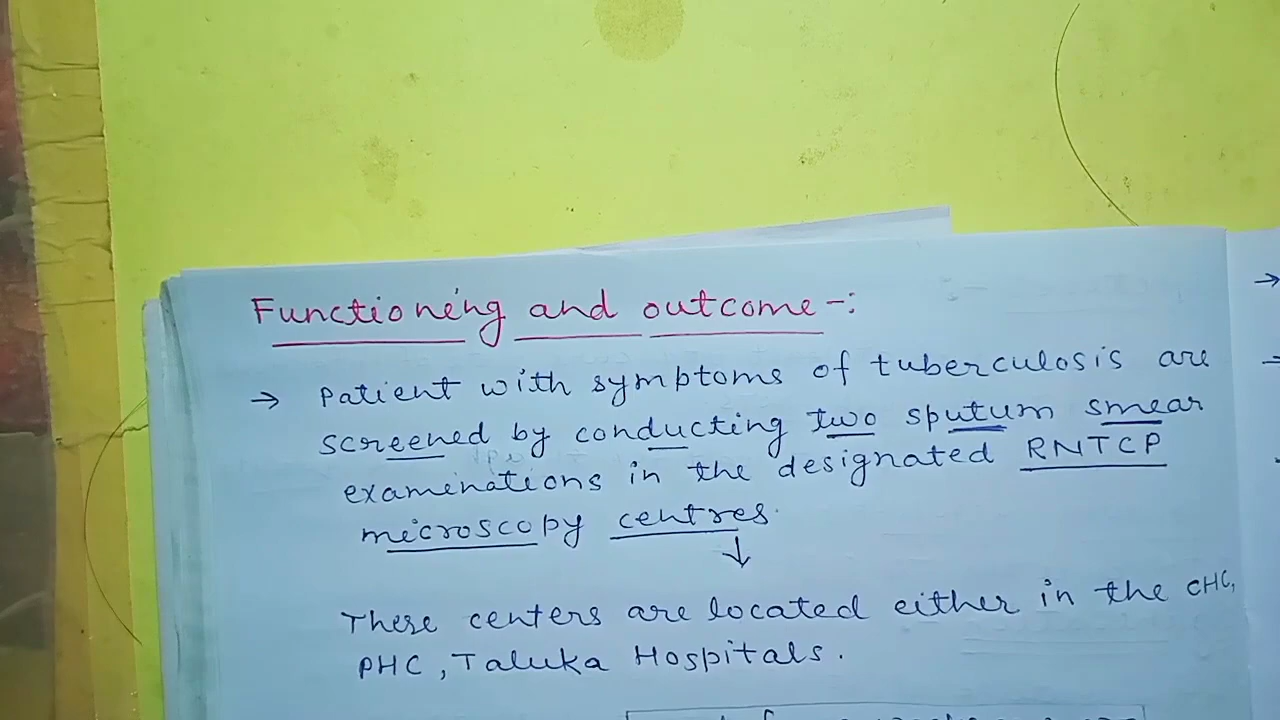 Functioning and outcome -:
→ Patient with symptoms of tuberculosis are
screened by conducting two sputum smear
examinations in the designated RNTCP
microscopy centres.
↓
These centers are located either in the CHC,
PHC, Taluka Hospitals.